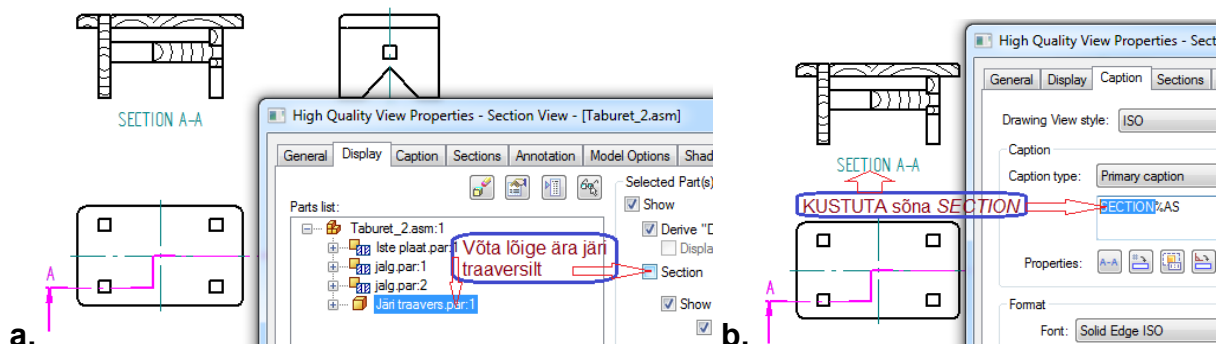 SECTION A-A
A
High Quality View Properties - Section View - [Taburet_2.asm]
General Display Caption Sections Annotation Model Options Shad
Parts list:
Taburet_2.asm:1
Iste plaat.par:1
jalg.par:1
jalg.par:2
Järi traavers.par:1
Võta lõige ära järi
traaversilt
Selected Part(s)
Show
Derive "D
Displa
Section
Show
a.
SECTION A-A
KUSTUTA sõna SECTION
A
High Quality View Properties - Sect
General Display Caption Sections
Drawing View style: ISO
Caption
Caption type: Primary caption
SECTION%AS
Properties: A-A
Format
Font: Solid Edge ISO
b.